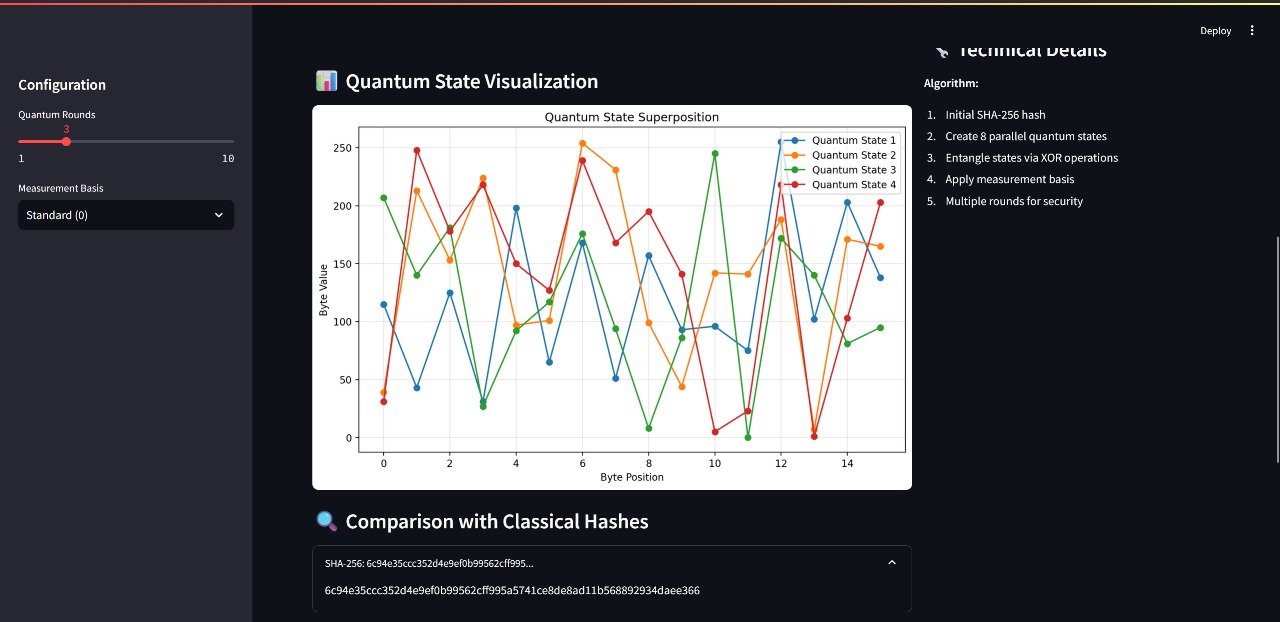 Deploy
Configuration
Quantum Rounds
3
1 10
Measurement Basis
Standard (0)
Quantum State Visualization
Quantum State Superposition
Quantum State 1
Quantum State 2
Quantum State 3
Quantum State 4
Byte Value
250
200
150
100
50
0
0 2 4 6 8 10 12 14
Byte Position
Comparison with Classical Hashes
SHA-256: 6c94e35ccc352d4e9ef0b99562cff995...
6c94e35ccc352d4e9ef0b99562cff995a5741ce8de8ad11b568892934daee366
Technical Details
Algorithm:
1. Initial SHA-256 hash
2. Create 8 parallel quantum states
3. Entangle states via XOR operations
4. Apply measurement basis
5. Multiple rounds for security